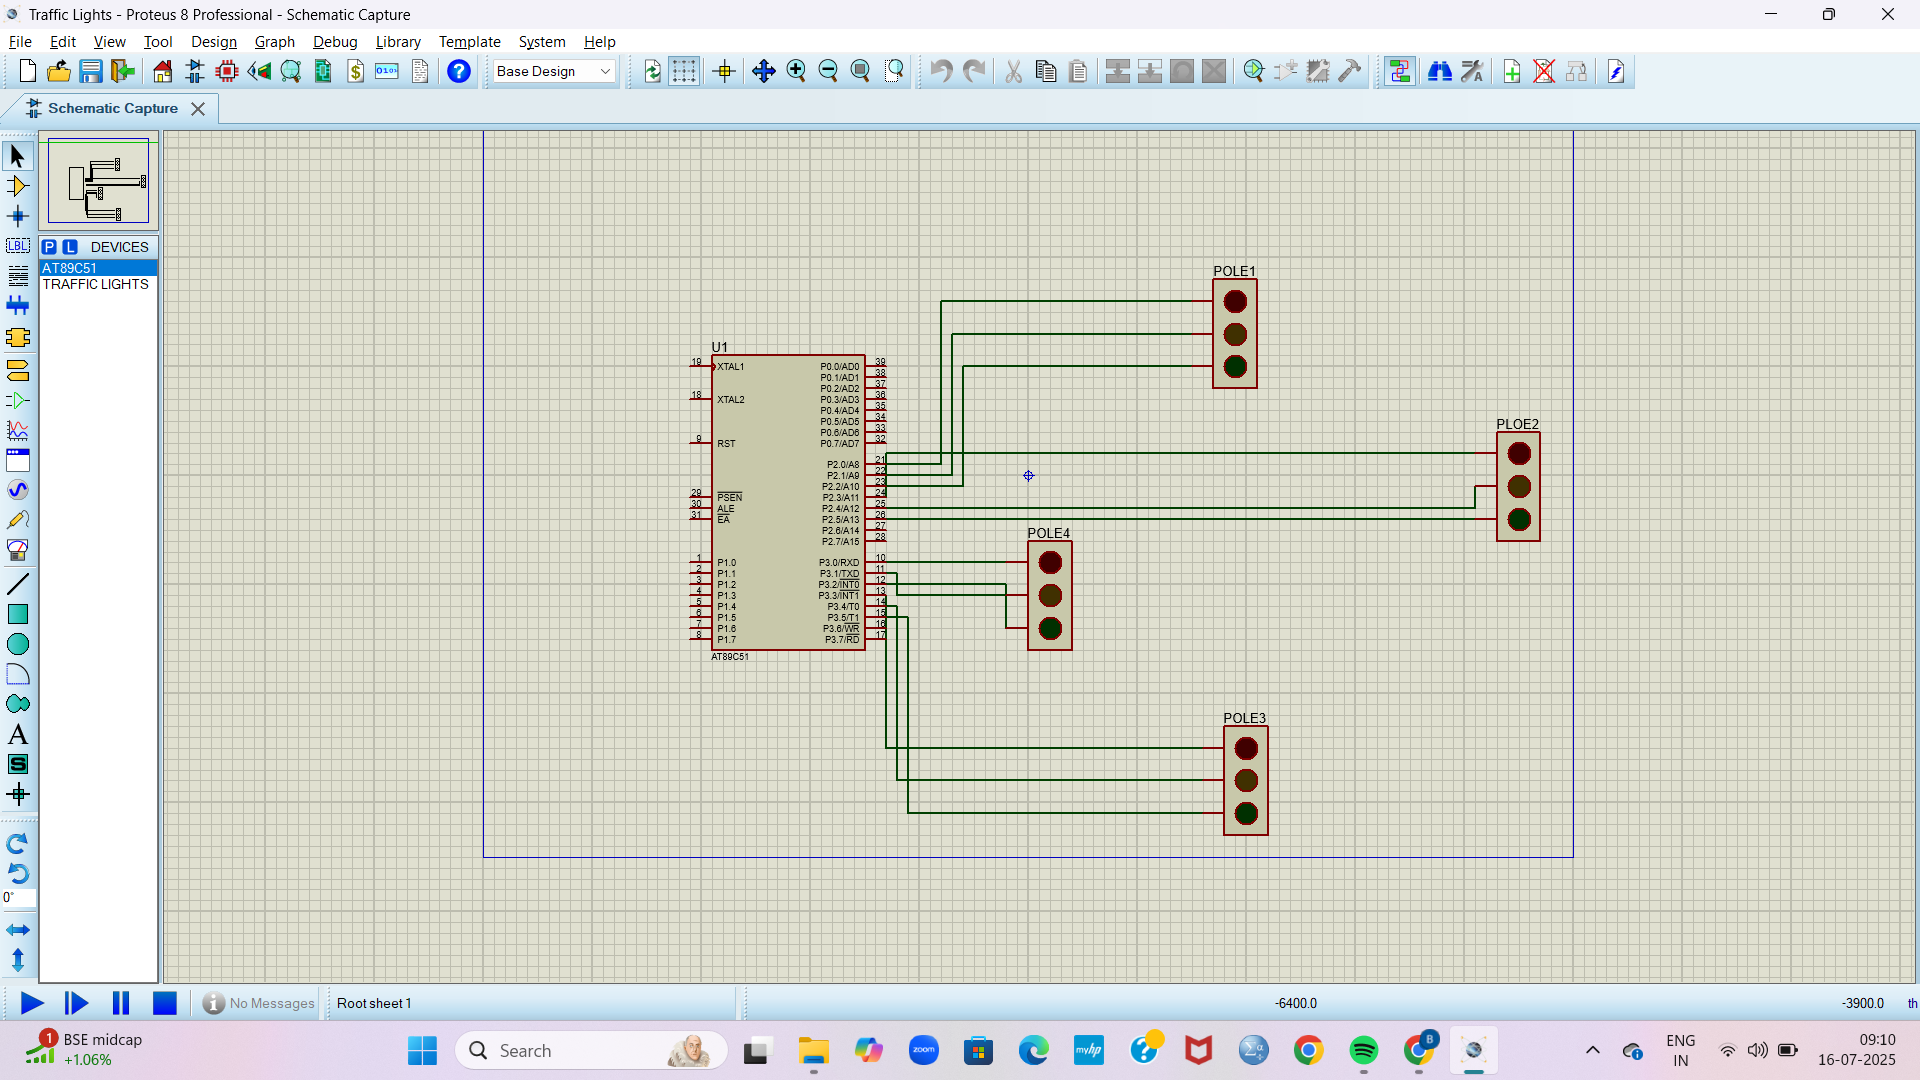 Traffic Lights - Proteus 8 Professional - Schematic Capture
File Edit View Tool Design Graph Debug Library Template System Help
Base Design
Schematic Capture
P L DEVICES
AT89C51
TRAFFIC LIGHTS
LBL
A
S
0°
POLE1
U1
19 XTAL1
18 XTAL2
9 RST
29 PSEN
30 ALE
31 EA
1 P1.0
2 P1.1
3 P1.2
4 P1.3
5 P1.4
6 P1.5
7 P1.6
8 P1.7
P0.0/AD0 39
P0.1/AD1 38
P0.2/AD2 37
P0.3/AD3 36
P0.4/AD4 35
P0.5/AD5 34
P0.6/AD6 33
P0.7/AD7 32
P2.0/A8 21
P2.1/A9 22
P2.2/A10 23
P2.3/A11 24
P2.4/A12 25
P2.5/A13 26
P2.6/A14 27
P2.7/A15 28
P3.0/RXD 10
P3.1/TXD 11
P3.2/INT0 12
P3.3/INT1 13
P3.4/T0 14
P3.5/T1 15
P3.6/WR 16
P3.7/RD 17
AT89C51
PLOE2
POLE4
POLE3
No Messages
Root sheet 1
-6400.0
-3900.0
th
1
BSE midcap
+1.06%
Search
zoom
myhp
B
ENG
IN
09:10
16-07-2025